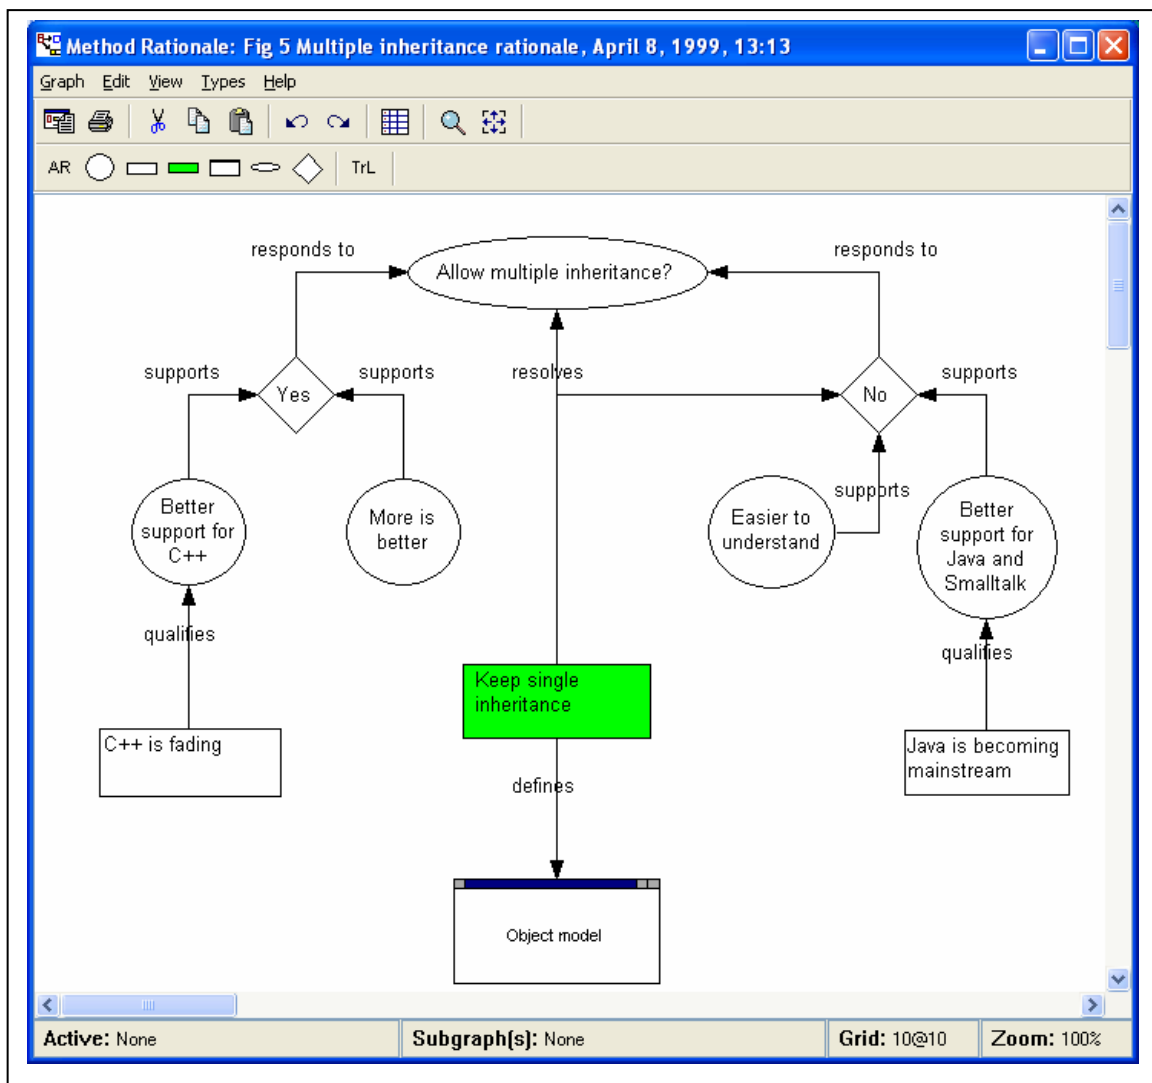 Method Rationale: Fig 5 Multiple inheritance rationale, April 8, 1999, 13:13
Graph Edit View Types Help
AR TrL
responds to
Allow multiple inheritance?
responds to
supports
Yes
supports
resolves
No
supports
Better
support for
C++
More is
better
Easier to
understand
supports
Better
support for
Java and
Smalltalk
qualifies
qualifies
Keep single
inheritance
C++ is fading
Java is becoming
mainstream
defines
Object model
Active: None Subgraph(s): None Grid: 10@10 Zoom: 100%